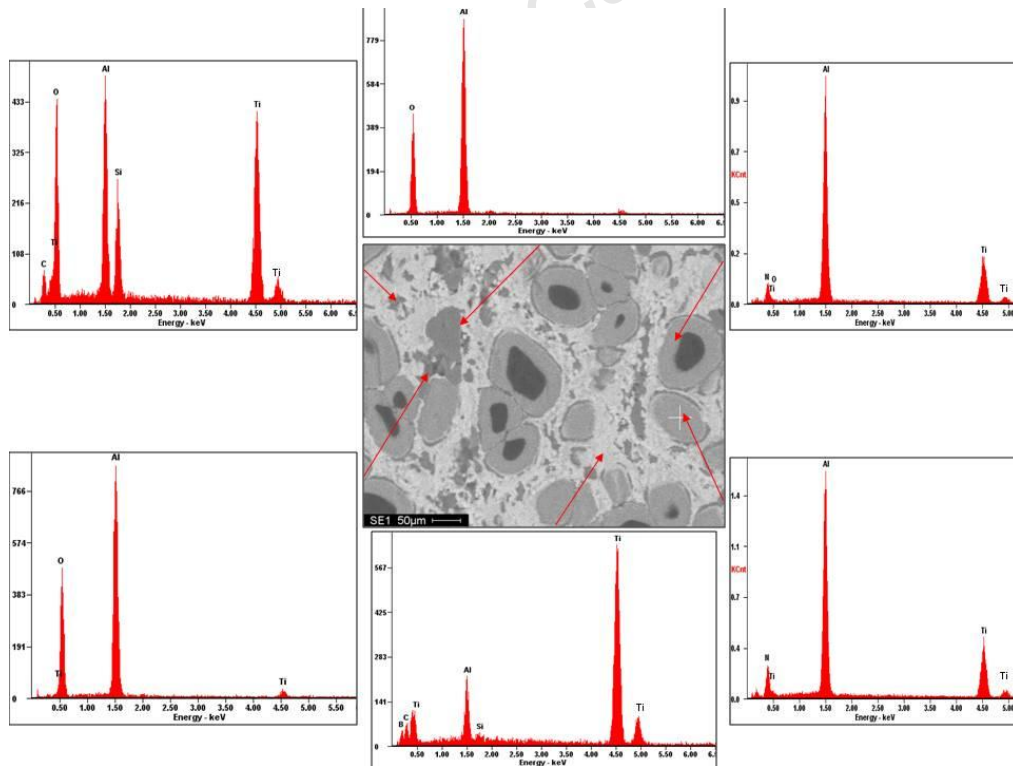 Al
433
O
Ti
325
Si
216
Ti
108
C
Ti
0
0.50 1.00 1.50 2.00 2.50 3.00 3.50 4.00 4.50 5.00 5.50 6.00
Energy - keV
Al
779
584
O
389
194
0
0.50 1.00 1.50 2.00 2.50 3.00 3.50 4.00 4.50 5.00 5.50 6.00 6.5
Energy - keV
Al
0.9
0.7
KCnt
0.5
0.2
Ti
N O
Ti
Ti
0.0
0.50 1.00 1.50 2.00 2.50 3.00 3.50 4.00 4.50 5.0
Energy - keV
SE1 50µm
Al
766
574
O
383
191
Ti
Ti
0
0.50 1.00 1.50 2.00 2.50 3.00 3.50 4.00 4.50 5.00 5.50
Energy - keV
Ti
567
425
283
Al
141
B C Ti
Si
Ti
0
0.50 1.00 1.50 2.00 2.50 3.00 3.50 4.00 4.50 5.00 5.50 6.00 6.5
Energy - keV
Al
1.4
1.1
KCnt
0.7
0.4
N
Ti
Ti
Ti
0.0
0.50 1.00 1.50 2.00 2.50 3.00 3.50 4.00 4.50 5.0
Energy - keV